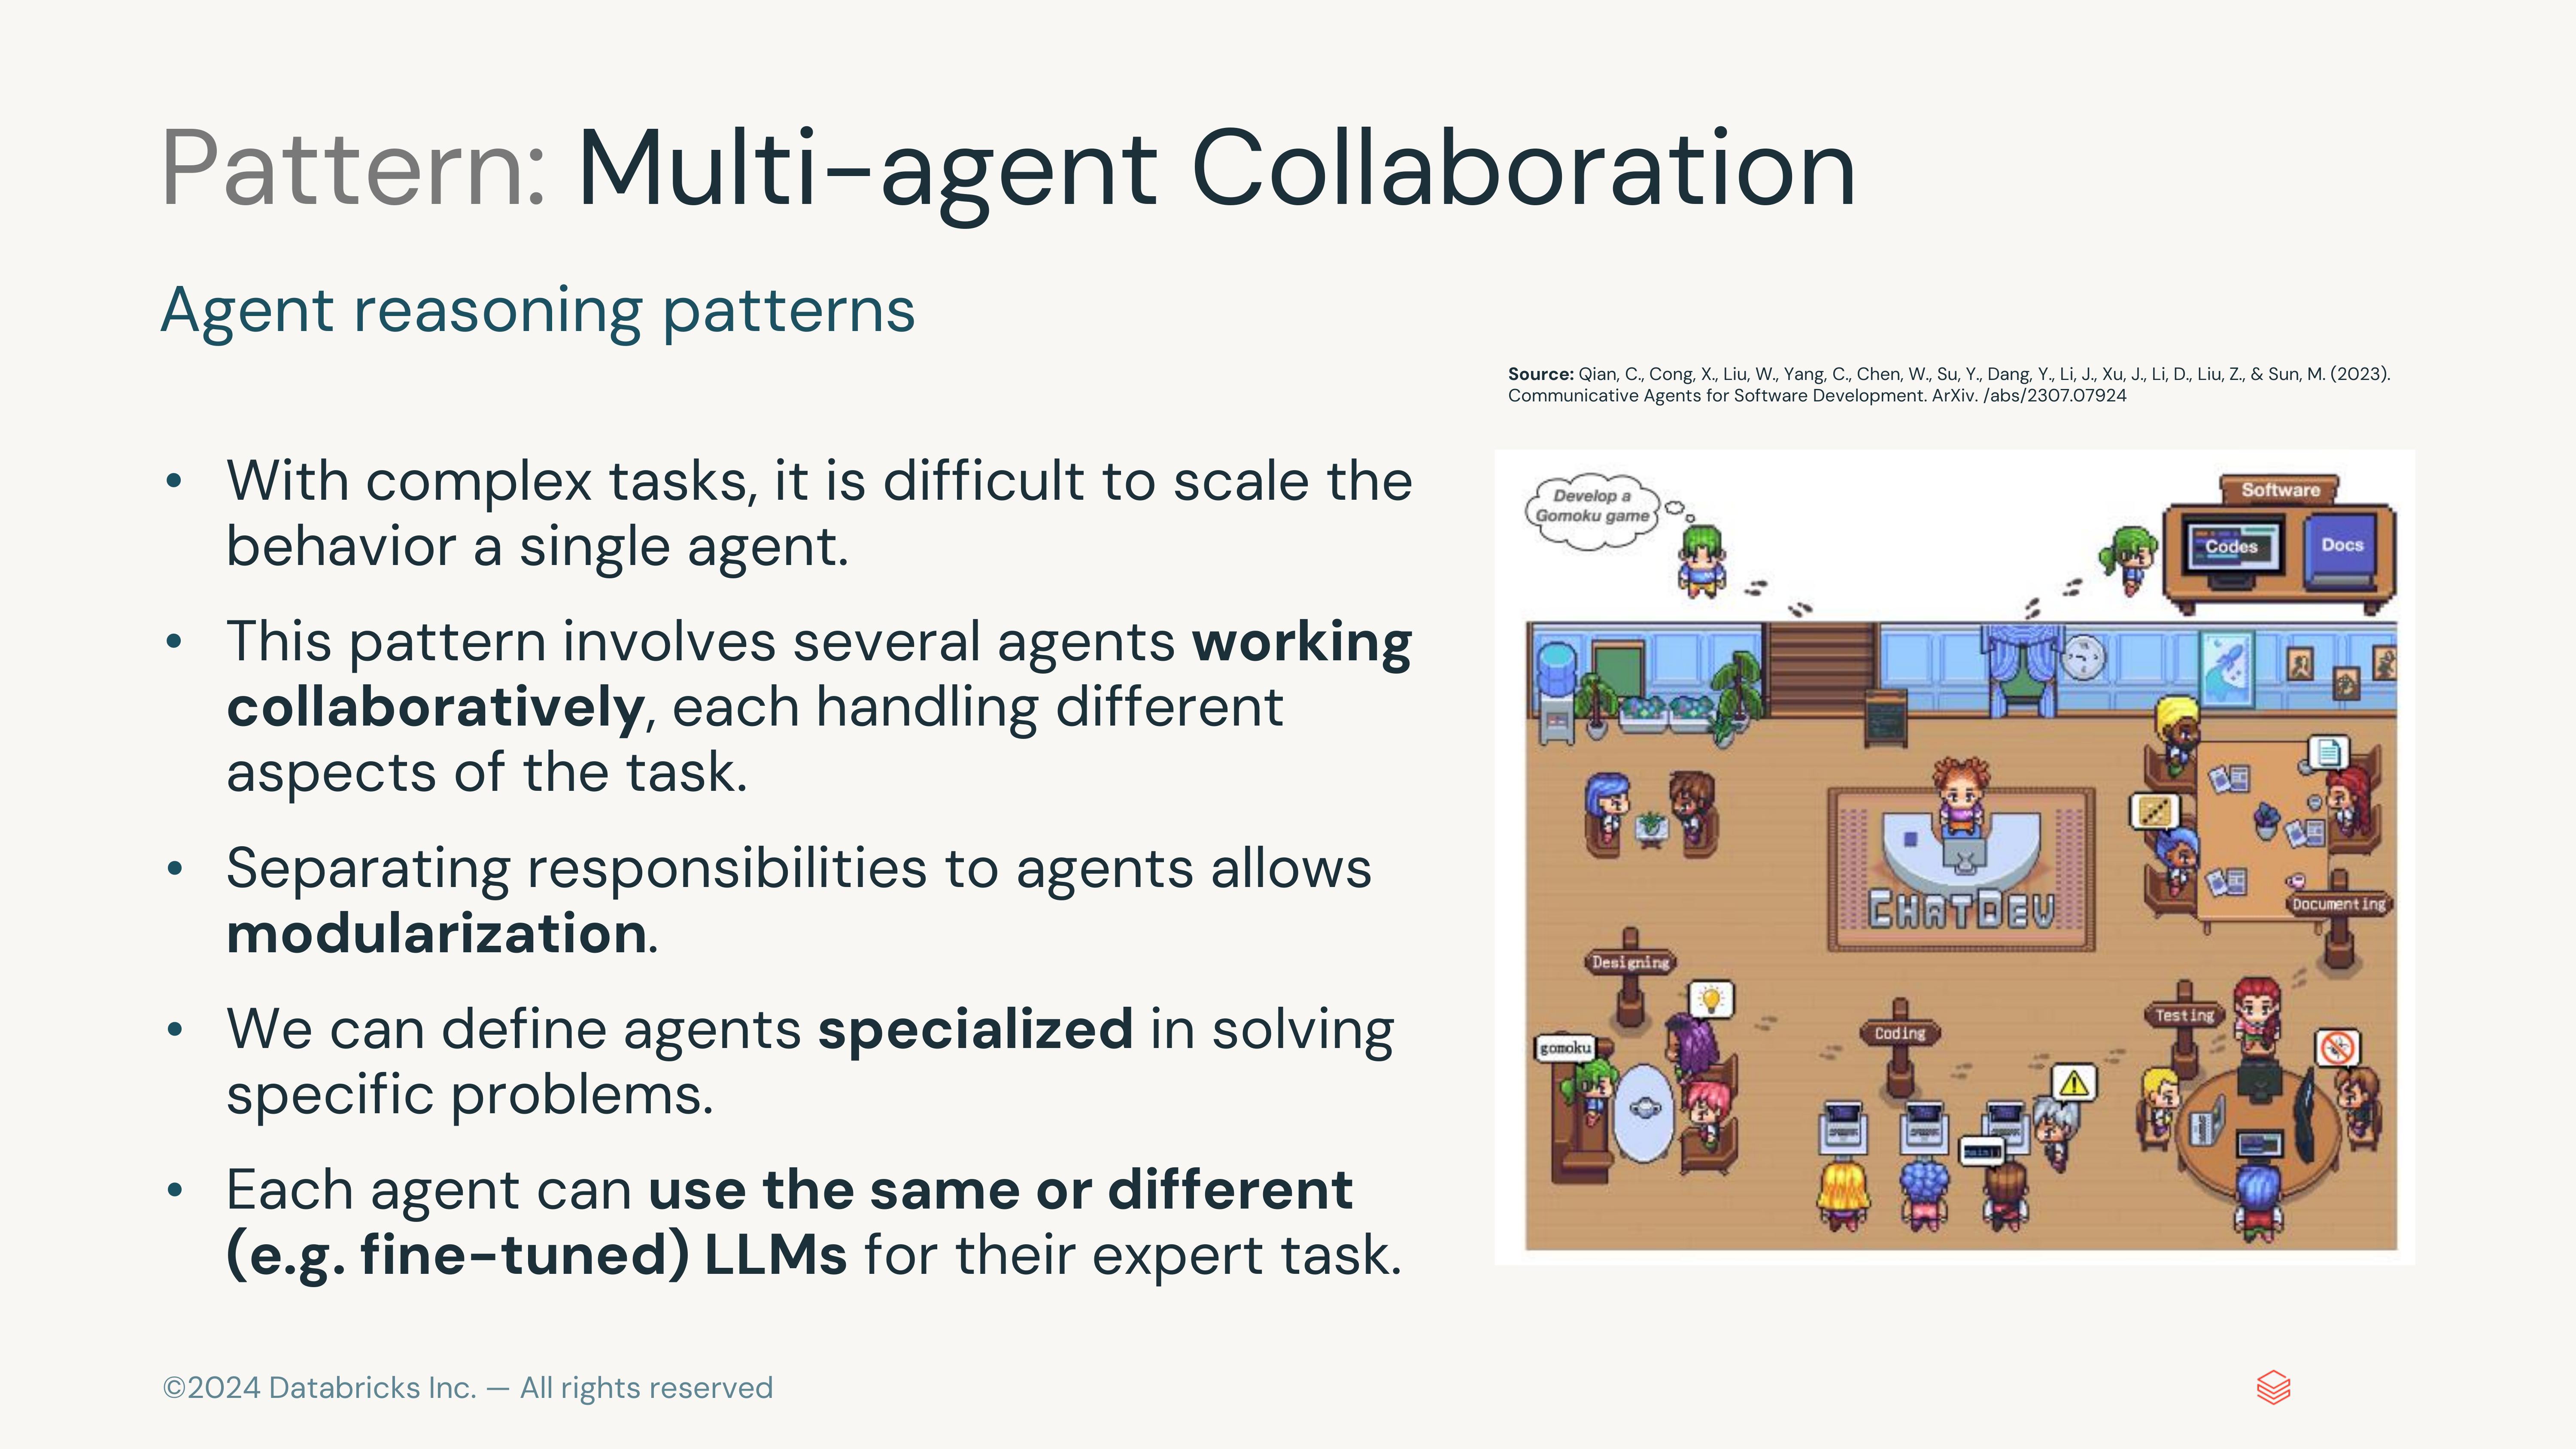 Pattern: Multi-agent Collaboration
Agent reasoning patterns
Source: Qian, C., Cong, X., Liu, W., Yang, C., Chen, W., Su, Y., Dang, Y., Li, J., Xu, J., Li, D., Liu, Z., & Sun, M. (2023).
Communicative Agents for Software Development. ArXiv. /abs/2307.07924
• With complex tasks, it is difficult to scale the
behavior a single agent.
• This pattern involves several agents working
collaboratively, each handling different
aspects of the task.
• Separating responsibilities to agents allows
modularization.
• We can define agents specialized in solving
specific problems.
• Each agent can use the same or different
(e.g. fine-tuned) LLMs for their expert task.
Develop a
Gomoku game
Software
Codes
Docs
CHATDEV
Documenting
Designing
Testing
Coding
gomoku
©2024 Databricks Inc. — All rights reserved